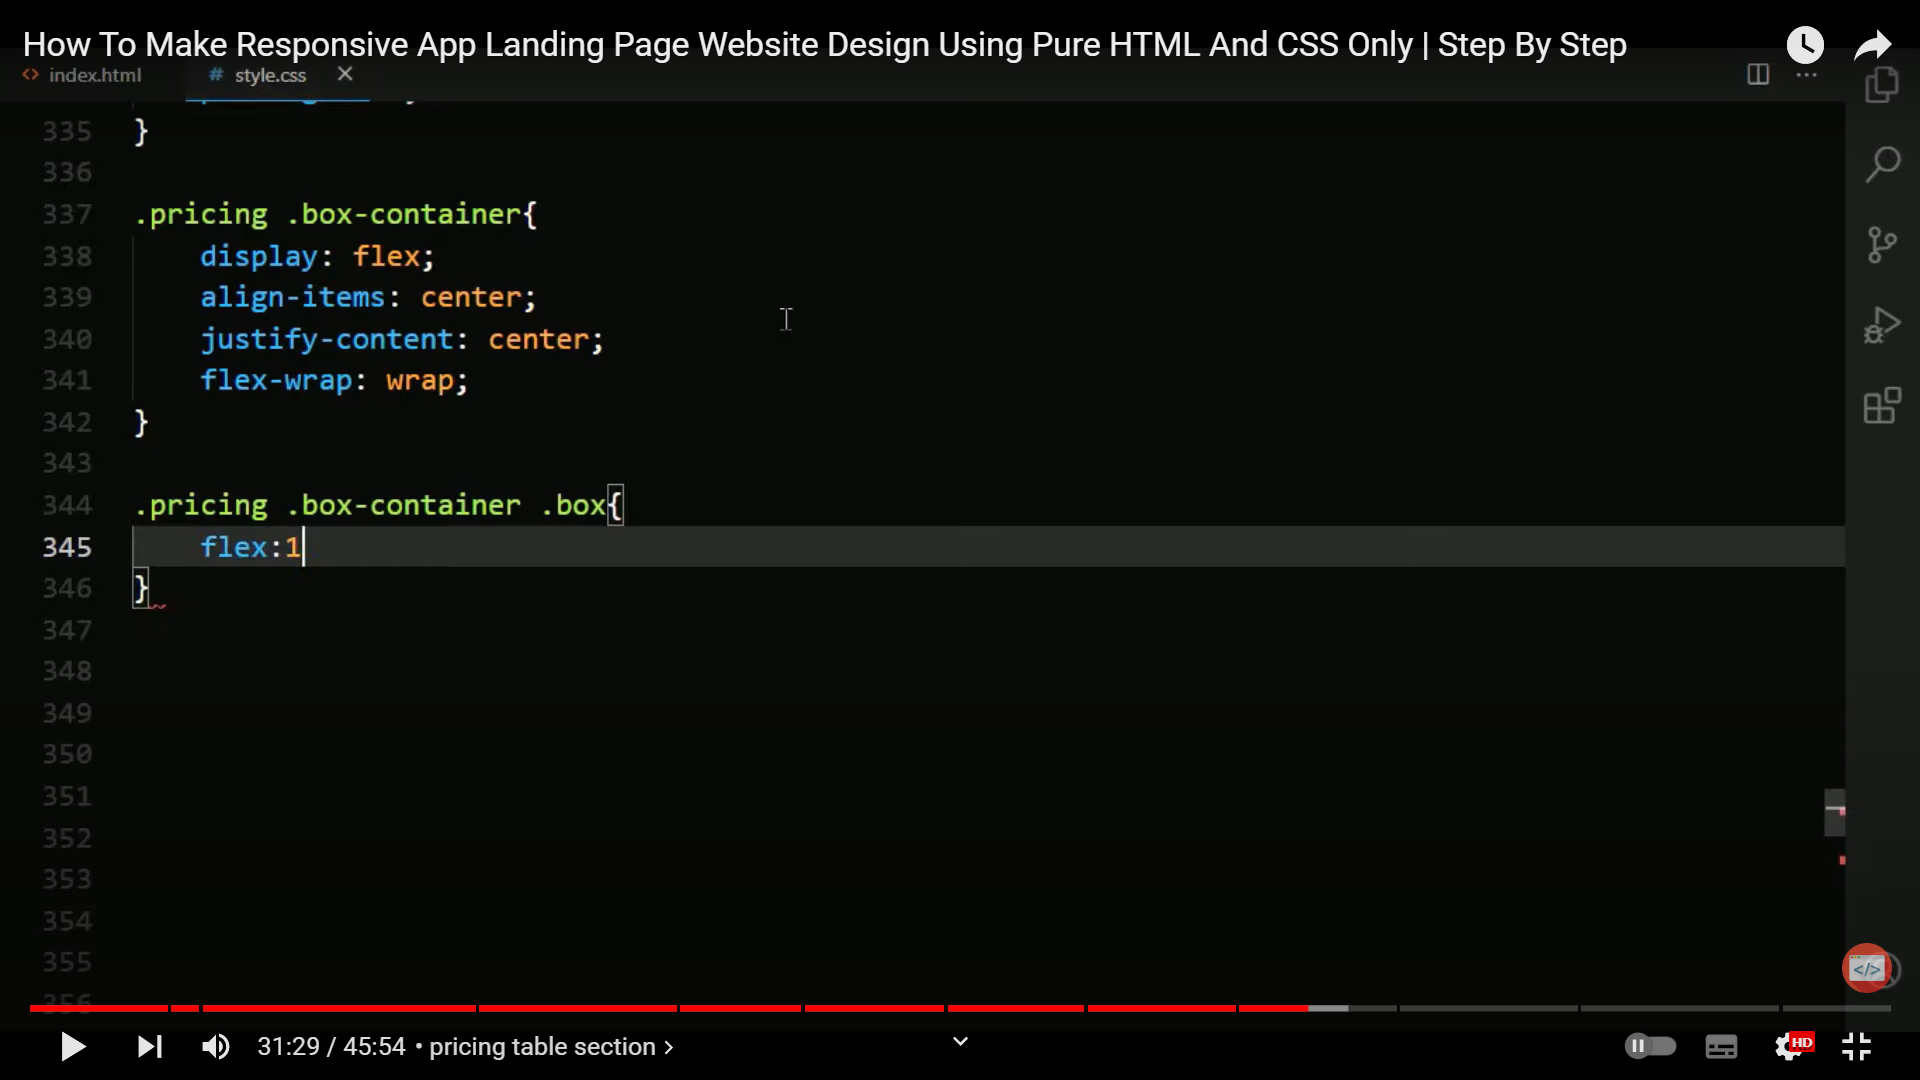 How To Make Responsive App Landing Page Website Design Using Pure HTML And CSS Only | Step By Step
<> index.html # style.css ×
335 }
336
337 .pricing .box-container{
338 display: flex;
339 align-items: center;
340 justify-content: center;
341 flex-wrap: wrap;
342 }
343
344 .pricing .box-container .box{
345 flex:1
346 }
347
348
349
350
351
352
353
354
355
356
31:29 / 45:54 • pricing table section >
HD